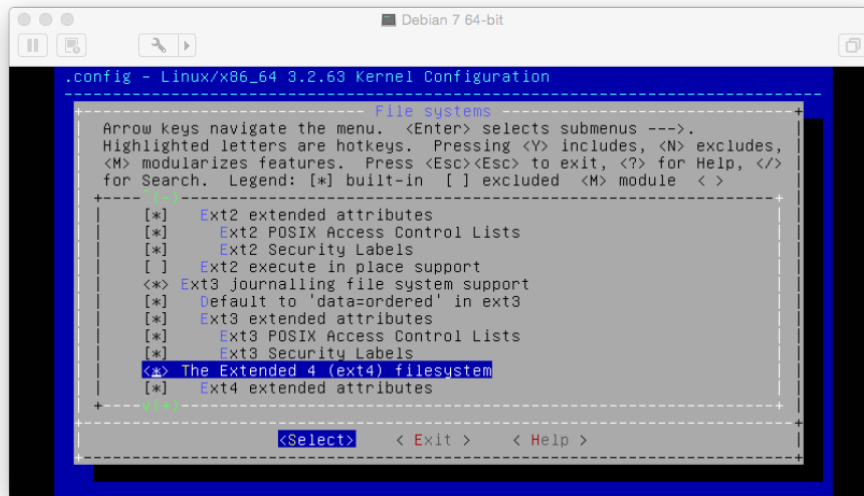 Debian 7 64-bit
.config - Linux/x86_64 3.2.63 Kernel Configuration
File systems
Arrow keys navigate the menu. <Enter> selects submenus --->.
Highlighted letters are hotkeys. Pressing <Y> includes, <N> excludes,
<M> modularizes features. Press <Esc><Esc> to exit, <?> for Help, </>
for Search. Legend: [*] built-in [ ] excluded <M> module < >
^(-)
[*] Ext2 extended attributes
[*] Ext2 POSIX Access Control Lists
[*] Ext2 Security Labels
[ ] Ext2 execute in place support
<*> Ext3 journalling file system support
[*] Default to 'data=ordered' in ext3
[*] Ext3 extended attributes
[*] Ext3 POSIX Access Control Lists
[*] Ext3 Security Labels
<*> The Extended 4 (ext4) filesystem
[*] Ext4 extended attributes
v(+)
<Select> < Exit > < Help >